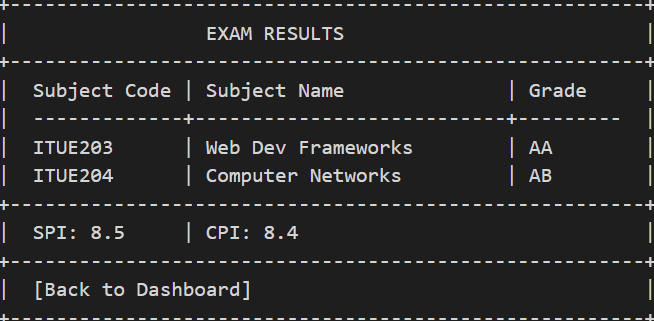 EXAM RESULTS
Subject Code | Subject Name | Grade
ITUE203 | Web Dev Frameworks | AA
ITUE204 | Computer Networks | AB
SPI: 8.5 | CPI: 8.4
[Back to Dashboard]